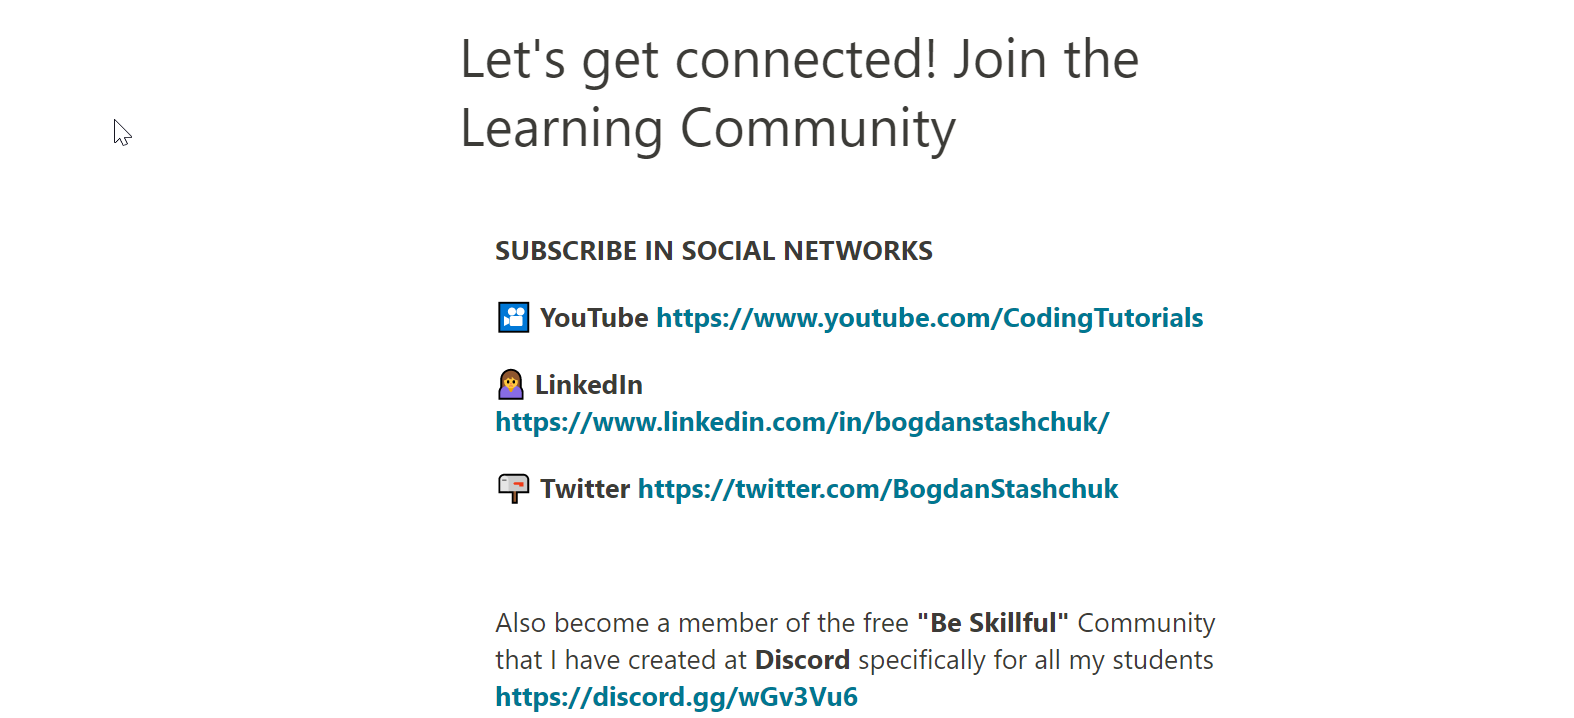 Let's get connected! Join the
Learning Community
SUBSCRIBE IN SOCIAL NETWORKS
YouTube https://www.youtube.com/CodingTutorials
LinkedIn
https://www.linkedin.com/in/bogdanstashchuk/
Twitter https://twitter.com/BogdanStashchuk
Also become a member of the free "Be Skillful" Community
that I have created at Discord specifically for all my students
https://discord.gg/wGv3Vu6